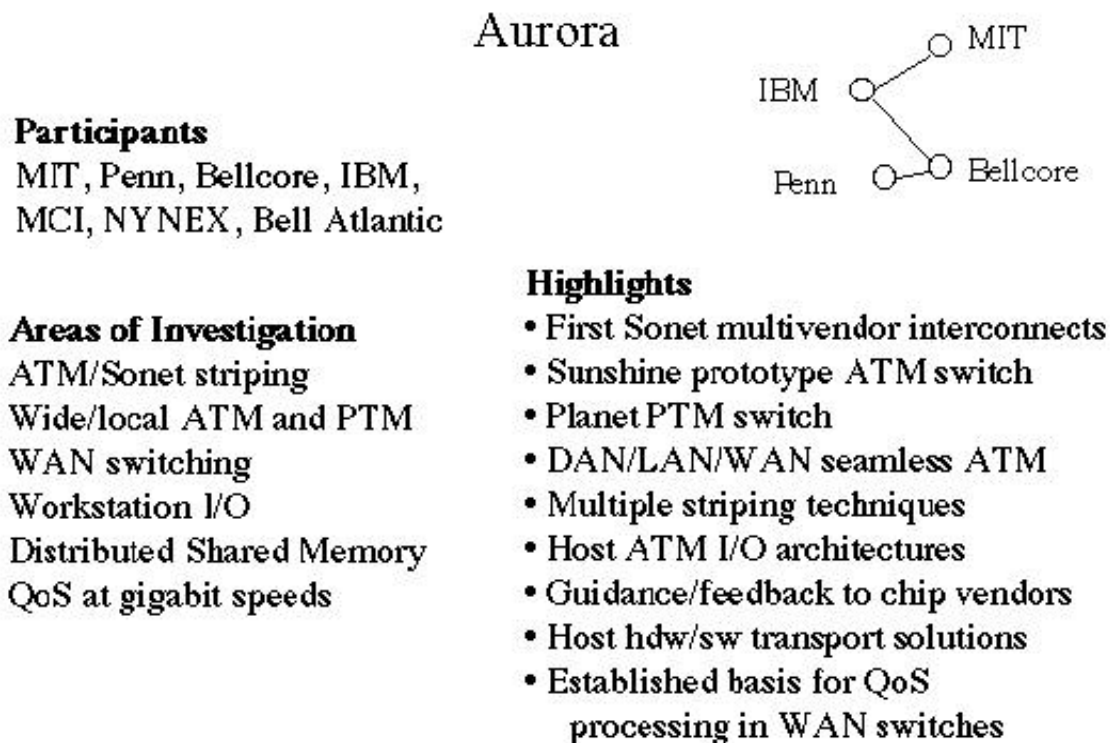 Aurora
MIT
IBM
Penn
Bellcore
Participants
MIT, Penn, Bellcore, IBM,
MCI, NYNEX, Bell Atlantic
Areas of Investigation
ATM/Sonet striping
Wide/local ATM and PTM
WAN switching
Workstation I/O
Distributed Shared Memory
QoS at gigabit speeds
Highlights
• First Sonet multivendor interconnects
• Sunshine prototype ATM switch
• Planet PTM switch
• DAN/LAN/WAN seamless ATM
• Multiple striping techniques
• Host ATM I/O architectures
• Guidance/feedback to chip vendors
• Host hdw/sw transport solutions
• Established basis for QoS
processing in WAN switches